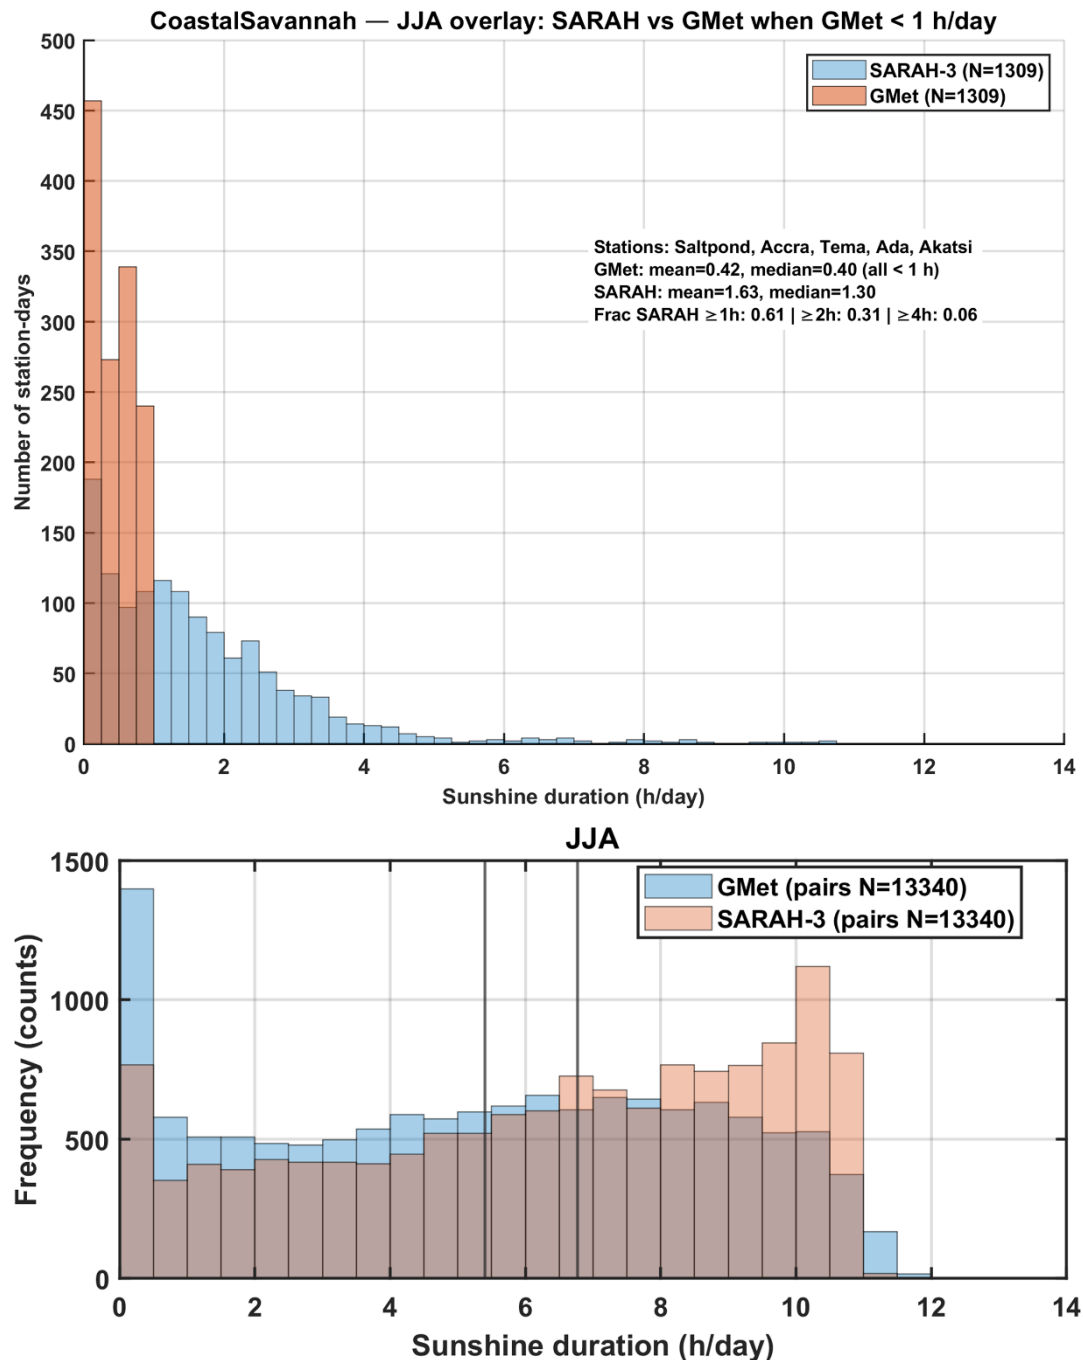 CoastalSavannah — JJA overlay: SARAH vs GMet when GMet < 1 h/day
500
450
400
350
300
250
200
150
100
50
0
Number of station-days
SARAH-3 (N=1309)
GMet (N=1309)
Stations: Saltpond, Accra, Tema, Ada, Akatsi
GMet: mean=0.42, median=0.40 (all < 1 h)
SARAH: mean=1.63, median=1.30
Frac SARAH ≥1h: 0.61 | ≥2h: 0.31 | ≥4h: 0.06
0 2 4 6 8 10 12 14
Sunshine duration (h/day)
JJA
1500
1000
500
0
Frequency (counts)
GMet (pairs N=13340)
SARAH-3 (pairs N=13340)
0 2 4 6 8 10 12 14
Sunshine duration (h/day)